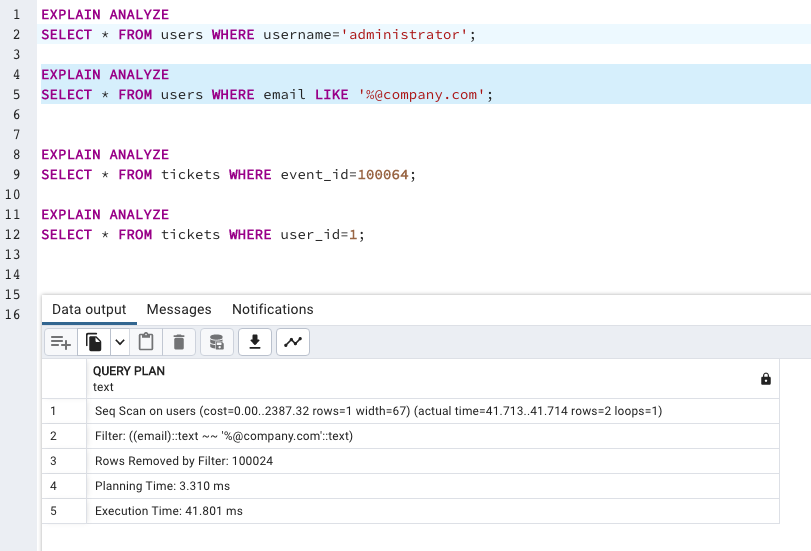 1 EXPLAIN ANALYZE
2 SELECT * FROM users WHERE username='administrator';
3
4 EXPLAIN ANALYZE
5 SELECT * FROM users WHERE email LIKE '%@company.com';
6
7
8 EXPLAIN ANALYZE
9 SELECT * FROM tickets WHERE event_id=100064;
10
11 EXPLAIN ANALYZE
12 SELECT * FROM tickets WHERE user_id=1;
13
14
15
16
Data output Messages Notifications
QUERY PLAN
text
1 Seq Scan on users (cost=0.00..2387.32 rows=1 width=67) (actual time=41.713..41.714 rows=2 loops=1)
2 Filter: ((email)::text ~~ '%@company.com'::text)
3 Rows Removed by Filter: 100024
4 Planning Time: 3.310 ms
5 Execution Time: 41.801 ms